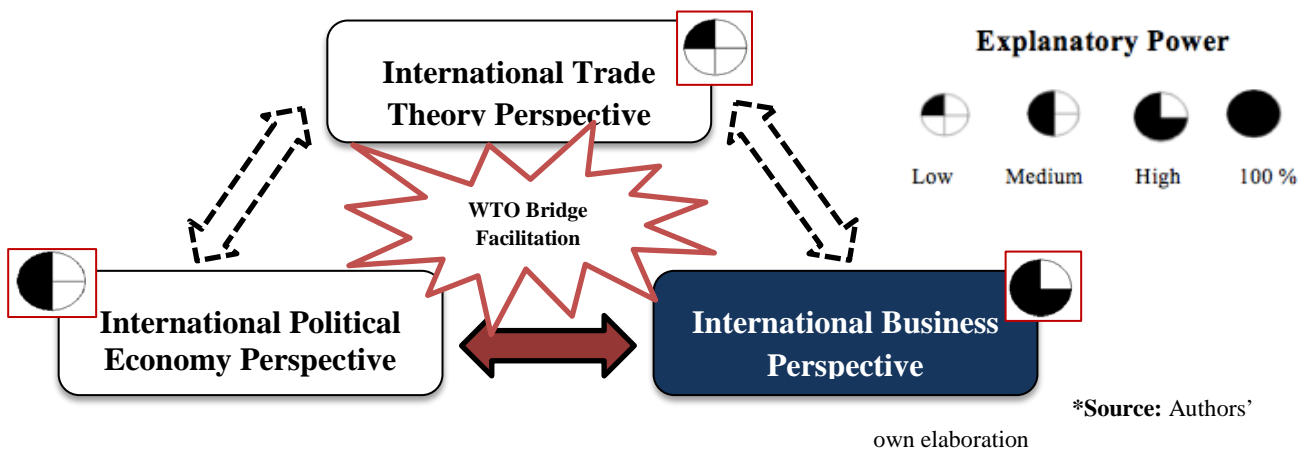 International Trade
Theory Perspective
Explanatory Power
Low Medium High 100 %
WTO Bridge
Facilitation
International Political
Economy Perspective
International Business
Perspective
*Source: Authors’
own elaboration